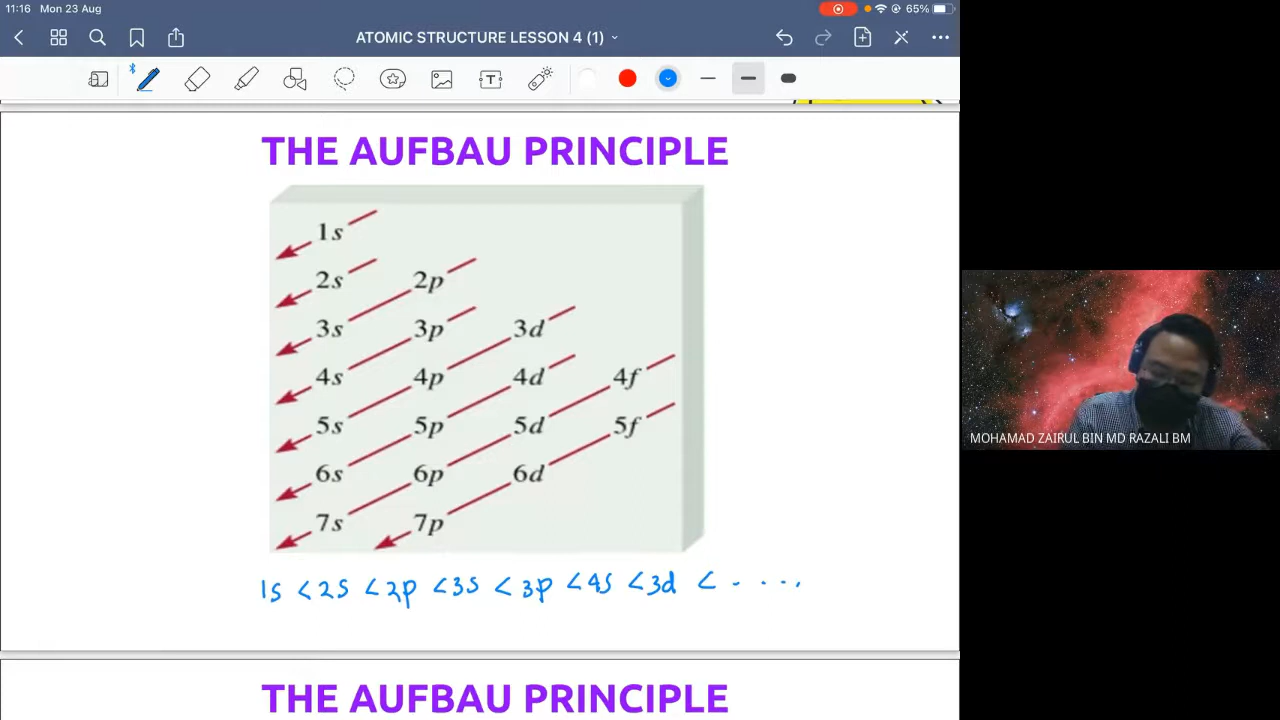 11:16 Mon 23 Aug 65%
ATOMIC STRUCTURE LESSON 4 (1)
T
THE AUFBAU PRINCIPLE
1s
2s 2p
3s 3p 3d
4s 4p 4d 4f
5s 5p 5d 5f
6s 6p 6d
7s 7p
1s < 2s < 2p < 3s < 3p < 4s < 3d < . . . .
MOHAMAD ZAIRUL BIN MD RAZALI BM
THE AUFBAU PRINCIPLE